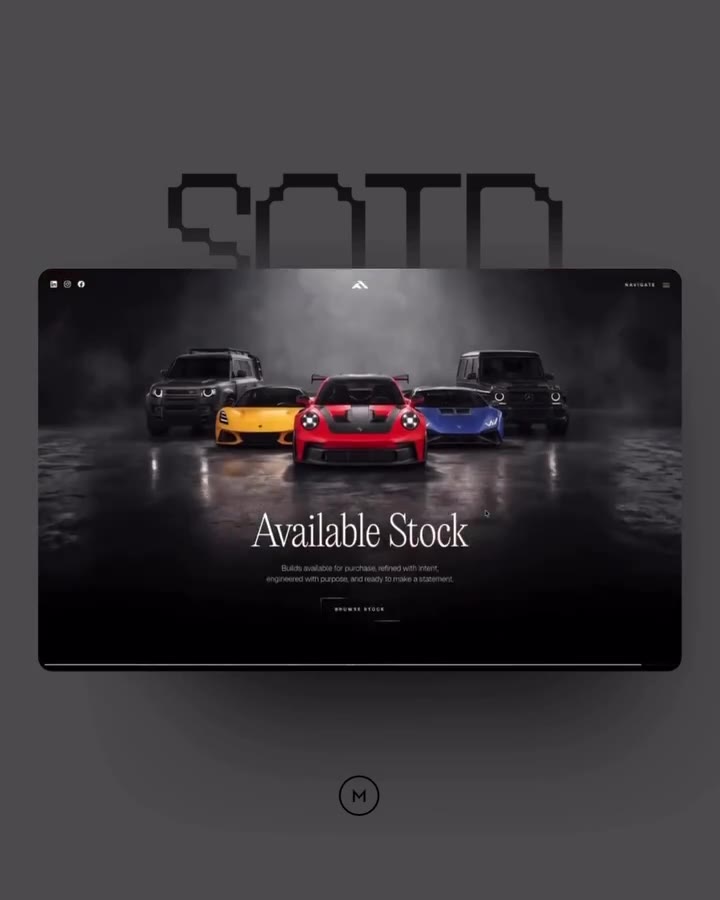 SOTD
NAVIGATE
Available Stock
Builds available for purchase, refined with intent,
engineered with purpose, and ready to make a statement.
BROWSE STOCK
M